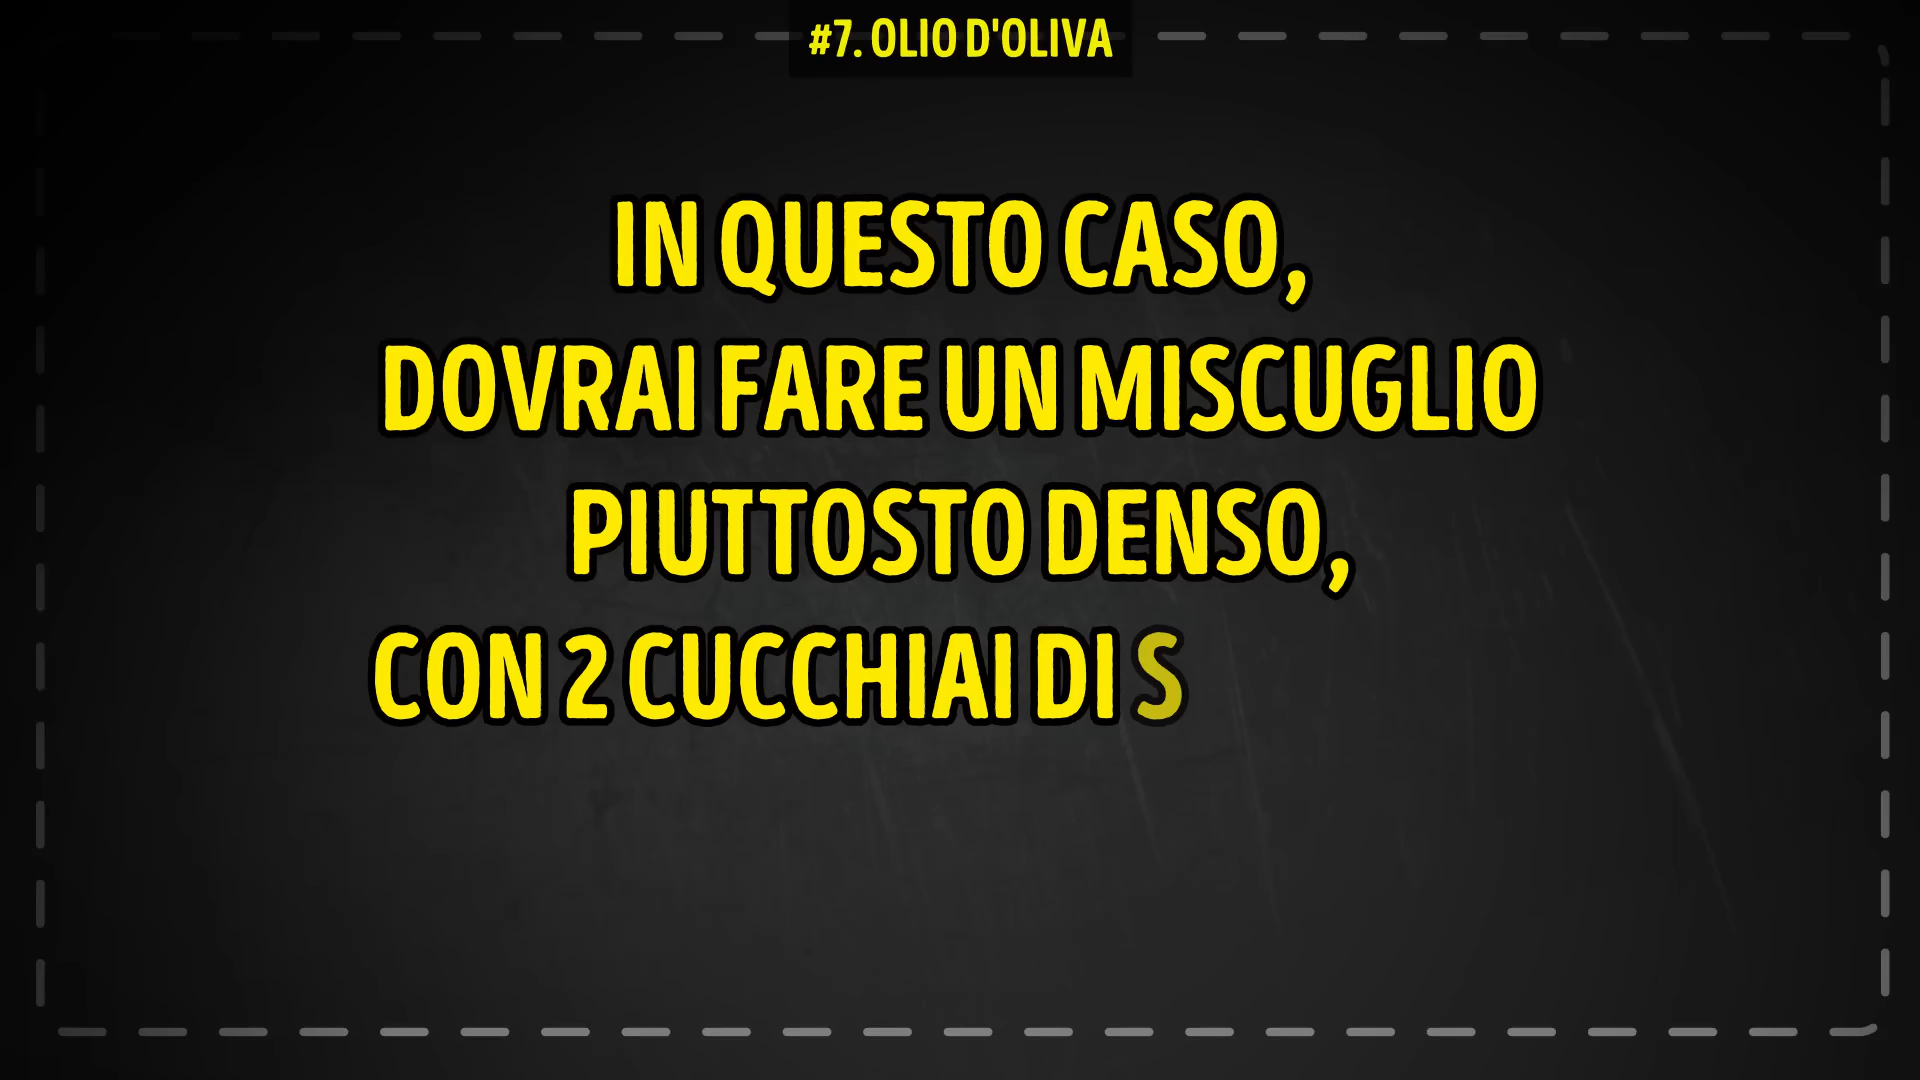 #7. OLIO D'OLIVA
IN QUESTO CASO,
DOVRAI FARE UN MISCUGLIO
PIUTTOSTO DENSO,
CON 2 CUCCHIAI DI S